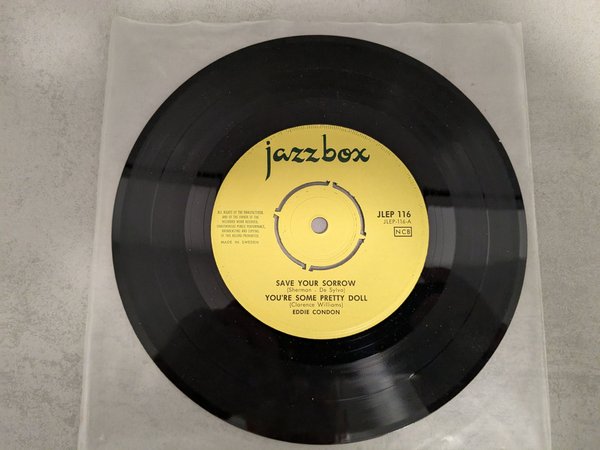 jazzbox
ALL RIGHTS OF THE MANUFACTURER
AND OF THE OWNER OF THE
RECORDED WORK RESERVED.
UNAUTHORIZED PUBLIC PERFORMANCE,
BROADCASTING AND COPYING
OF THIS RECORD PROHIBITED.
MADE IN SWEDEN
JLEP 116
JLEP-116-A
NCB
SAVE YOUR SORROW
(Sherman - De Sylva)
YOU'RE SOME PRETTY DOLL
(Clarence Williams)
EDDIE CONDON